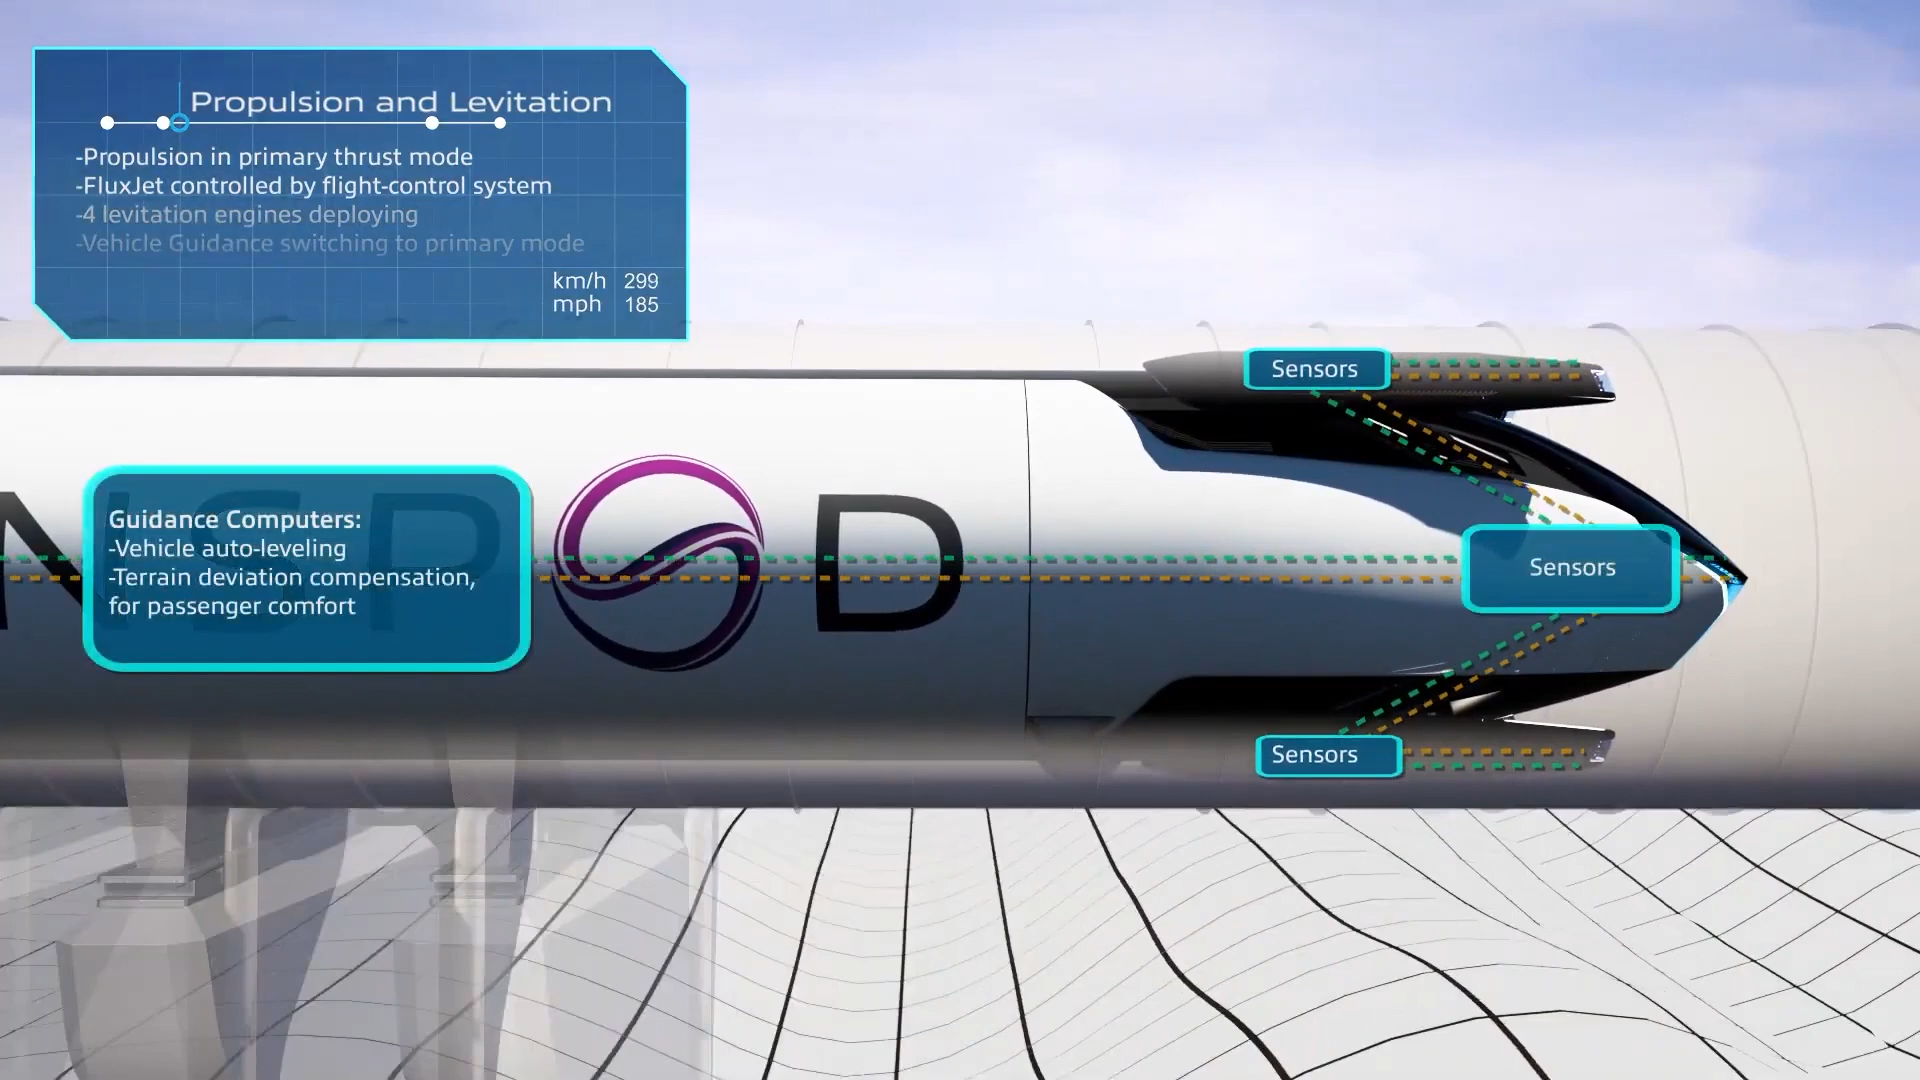 Propulsion and Levitation
-Propulsion in primary thrust mode
-FluxJet controlled by flight-control system
-4 levitation engines deploying
-Vehicle Guidance switching to primary mode
km/h 299
mph 185
Sensors
NSP D
Guidance Computers:
-Vehicle auto-leveling
-Terrain deviation compensation,
for passenger comfort
Sensors
Sensors